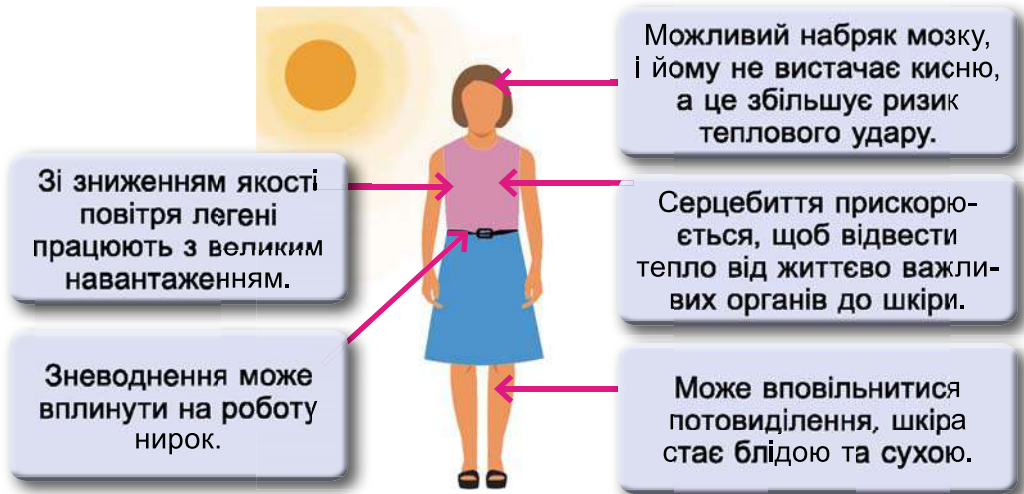 Можливий набряк мозку,
і йому не вистачає кисню,
а це збільшує ризик
теплового удару.
Зі зниженням якості
повітря легені
працюють з великим
навантаженням.
Серцебиття прискорю-
ється, щоб відвести
тепло від життєво важли-
вих органів до шкіри.
Зневоднення може
вплинути на роботу
нирок.
Може вповільнитися
потовиділення, шкіра
стає блідою та сухою.